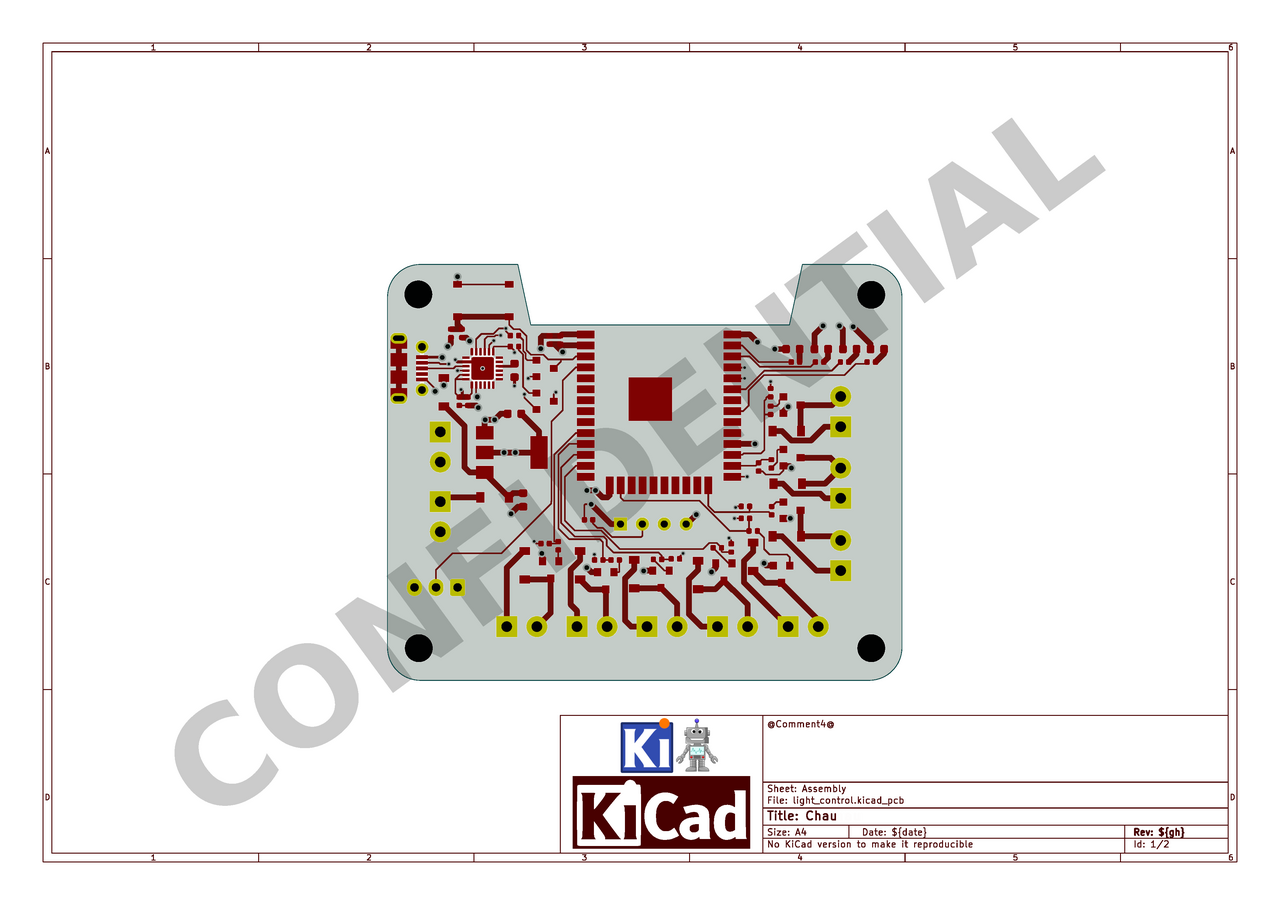 1 2 3 4 5 6
A A
B B
C C
D D
CONFIDENTIAL
Ki
KiCad
@Comment4@
Sheet: Assembly
File: light_control.kicad_pcb
Title: Chau
Size: A4 Date: ${date} Rev: ${gh}
No KiCad version to make it reproducible Id: 1/2
1 2 3 4 5 6